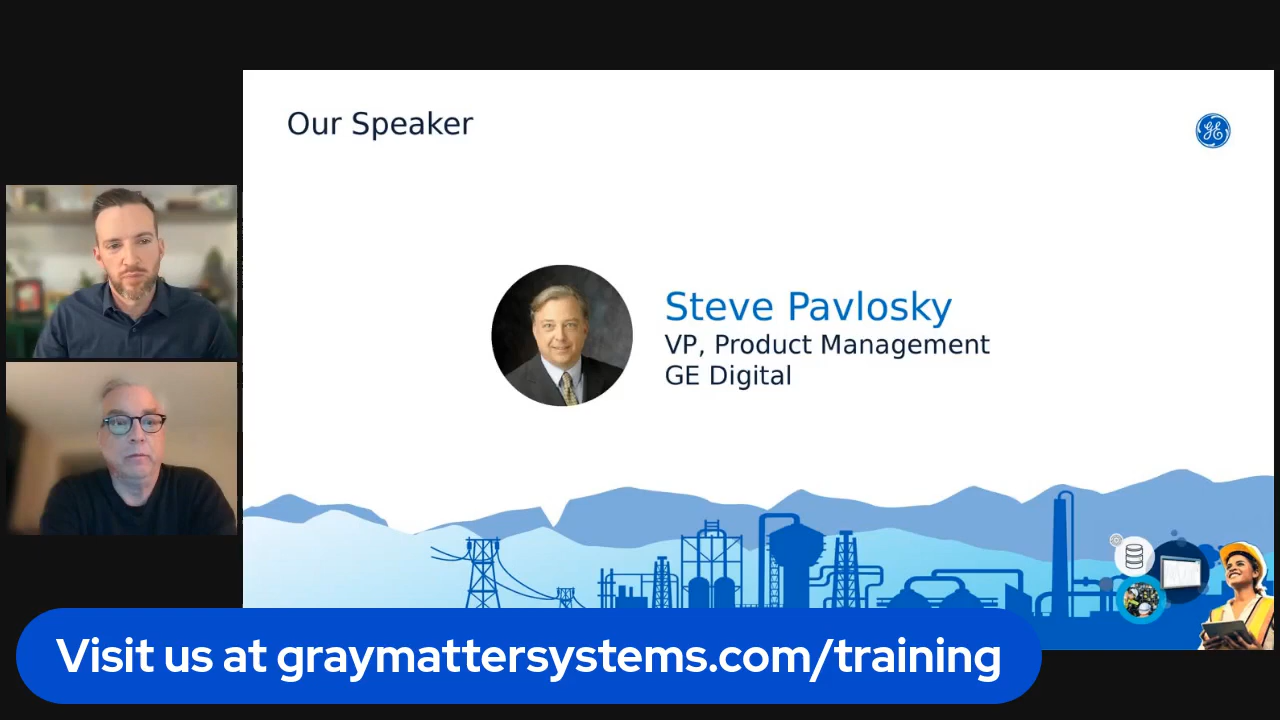 Our Speaker
Steve Pavlosky
VP, Product Management
GE Digital
Visit us at graymattersystems.com/training